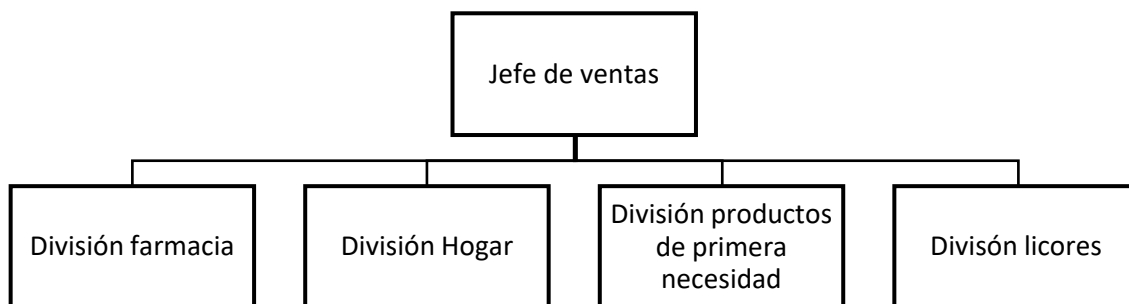 Jefe de ventas
División farmacia
División Hogar
División productos
de primera
necesidad
Divisón licores